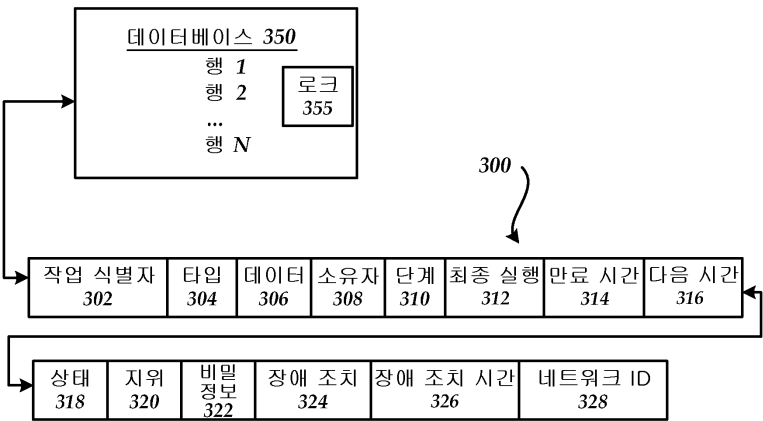 데이터베이스 350
행 1
행 2
...
행 N
로크
355
300
작업 식별자
302
타입
304
데이터
306
소유자
308
단계
310
최종 실행
312
만료 시간
314
다음 시간
316
상태
318
지위
320
비밀
정보
322
장애 조치
324
장애 조치 시간
326
네트워크 ID
328